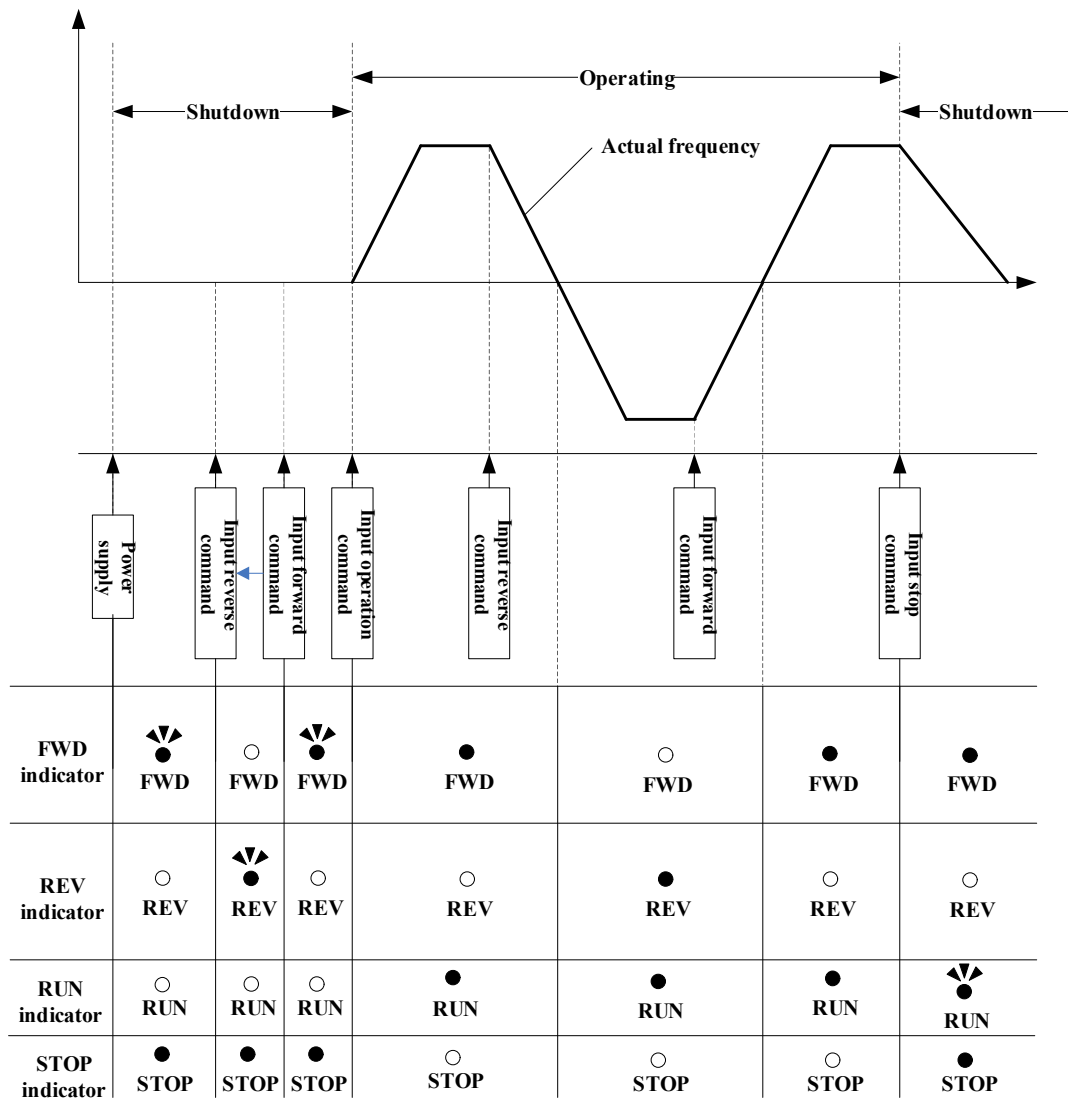 Operating
Shutdown
Shutdown
Actual frequency
Power
supply
Input reverse
command
Input forward
command
Input operation
command
Input reverse
command
Input forward
command
Input stop
command
FWD
indicator
FWD
FWD
FWD
FWD
FWD
FWD
FWD
REV
indicator
REV
REV
REV
REV
REV
REV
REV
RUN
indicator
RUN
RUN
RUN
RUN
RUN
RUN
RUN
STOP
indicator
STOP
STOP
STOP
STOP
STOP
STOP
STOP